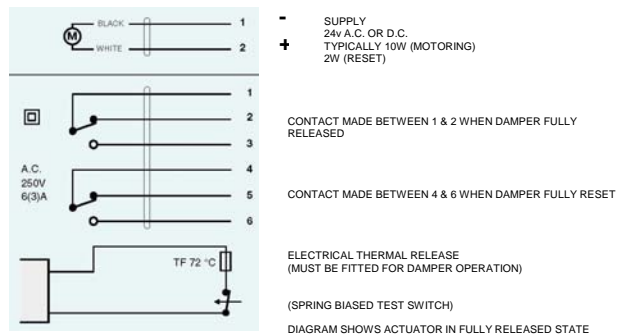 BLACK 1
WHITE 2
M
- SUPPLY
24v A.C. OR D.C.
+ TYPICALLY 10W (MOTORING)
2W (RESET)
1
2
3
A.C.
250V
6(3)A
4
5
6
CONTACT MADE BETWEEN 1 & 2 WHEN DAMPER FULLY
RELEASED
CONTACT MADE BETWEEN 4 & 6 WHEN DAMPER FULLY RESET
TF 72 °C
ELECTRICAL THERMAL RELEASE
(MUST BE FITTED FOR DAMPER OPERATION)
(SPRING BIASED TEST SWITCH)
DIAGRAM SHOWS ACTUATOR IN FULLY RELEASED STATE